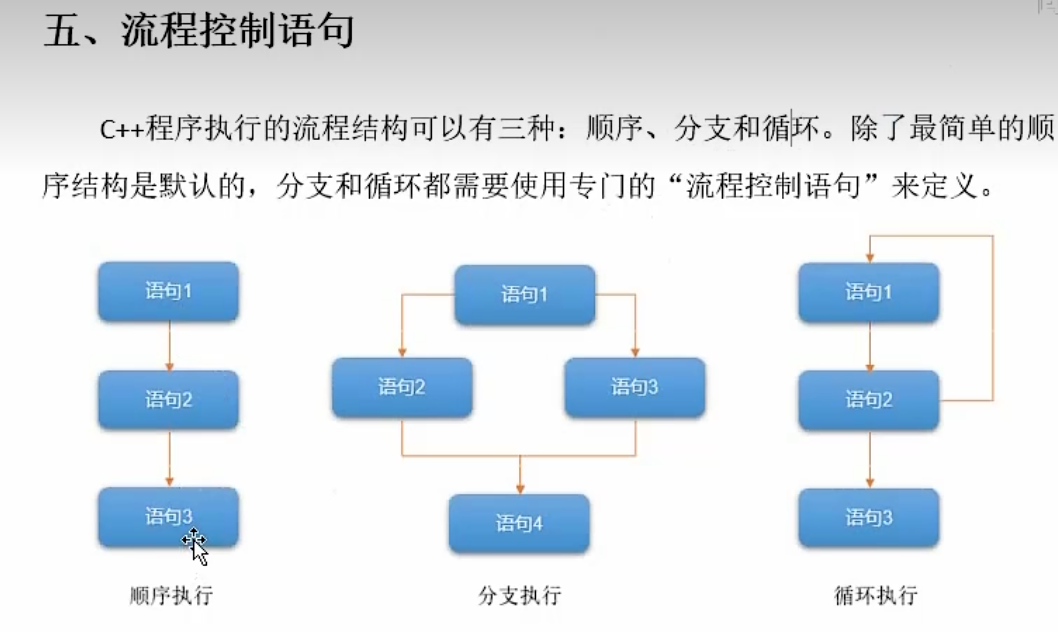 五、流程控制语句
C++程序执行的流程结构可以有三种：顺序、分支和循环。除了最简单的顺
序结构是默认的，分支和循环都需要使用专门的“流程控制语句”来定义。
语句1
语句2
语句3
顺序执行
语句1
语句2
语句3
语句4
分支执行
语句1
语句2
语句3
循环执行